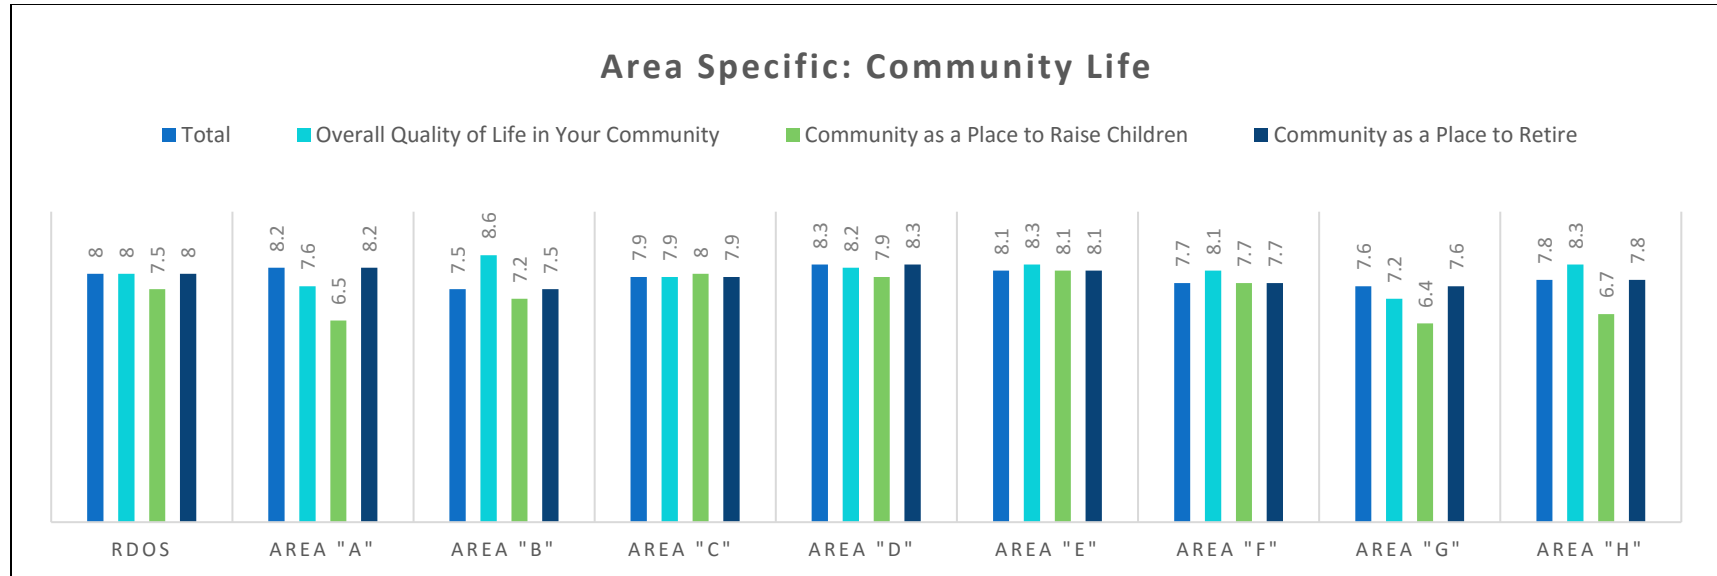 Area Specific: Community Life
Total Overall Quality of Life in Your Community Community as a Place to Raise Children Community as a Place to Retire
8 8 7.5 8 8.2 7.6 6.5 8.2 7.5 8.6 7.2 7.5 7.9 7.9 8 7.9 8.3 8.2 7.9 8.3 8.1 8.3 8.1 8.1 7.7 8.1 7.7 7.7 7.6 7.2 6.4 7.6 7.8 8.3 6.7 7.8
RDOS AREA "A" AREA "B" AREA "C" AREA "D" AREA "E" AREA "F" AREA "G" AREA "H"